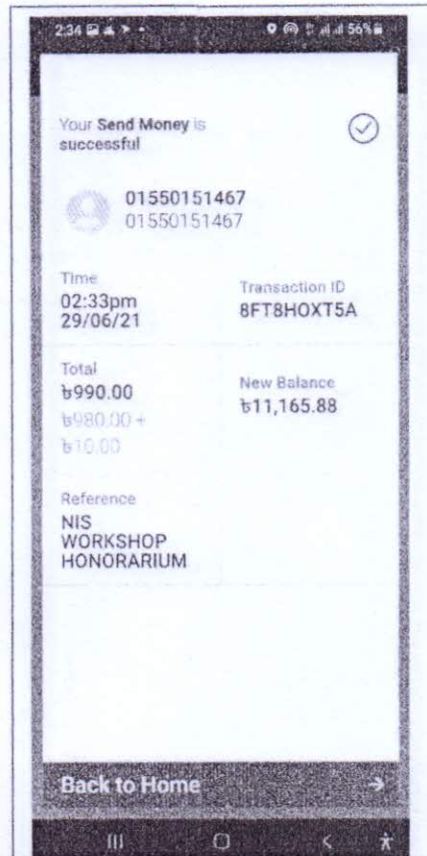 2:34 56%
Your Send Money is
successful
01550151467
01550151467
Time
02:33pm
29/06/21
Transaction ID
8FT8HOXT5A
Total
৳990.00
৳980.00 +
৳10.00
New Balance
৳11,165.88
Reference
NIS
WORKSHOP
HONORARIUM
Back to Home